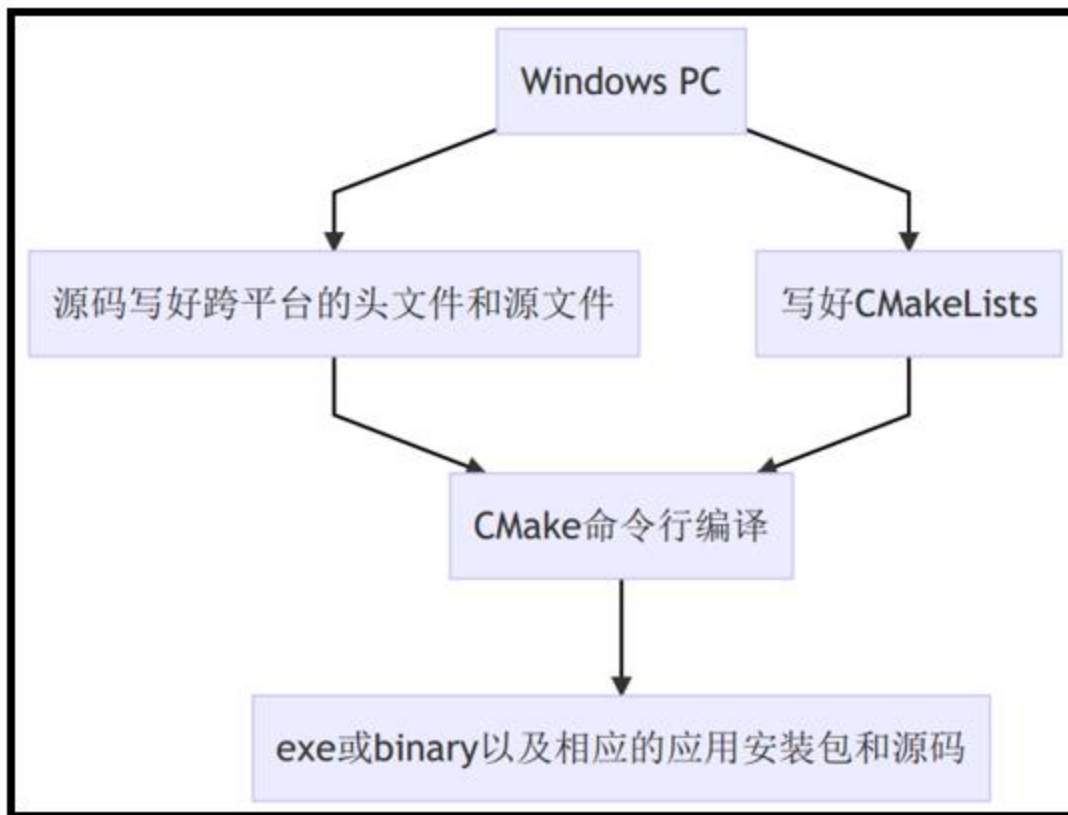 Windows PC
源码写好跨平台的头文件和源文件
写好CMakeLists
CMake命令行编译
exe或binary以及相应的应用安装包和源码